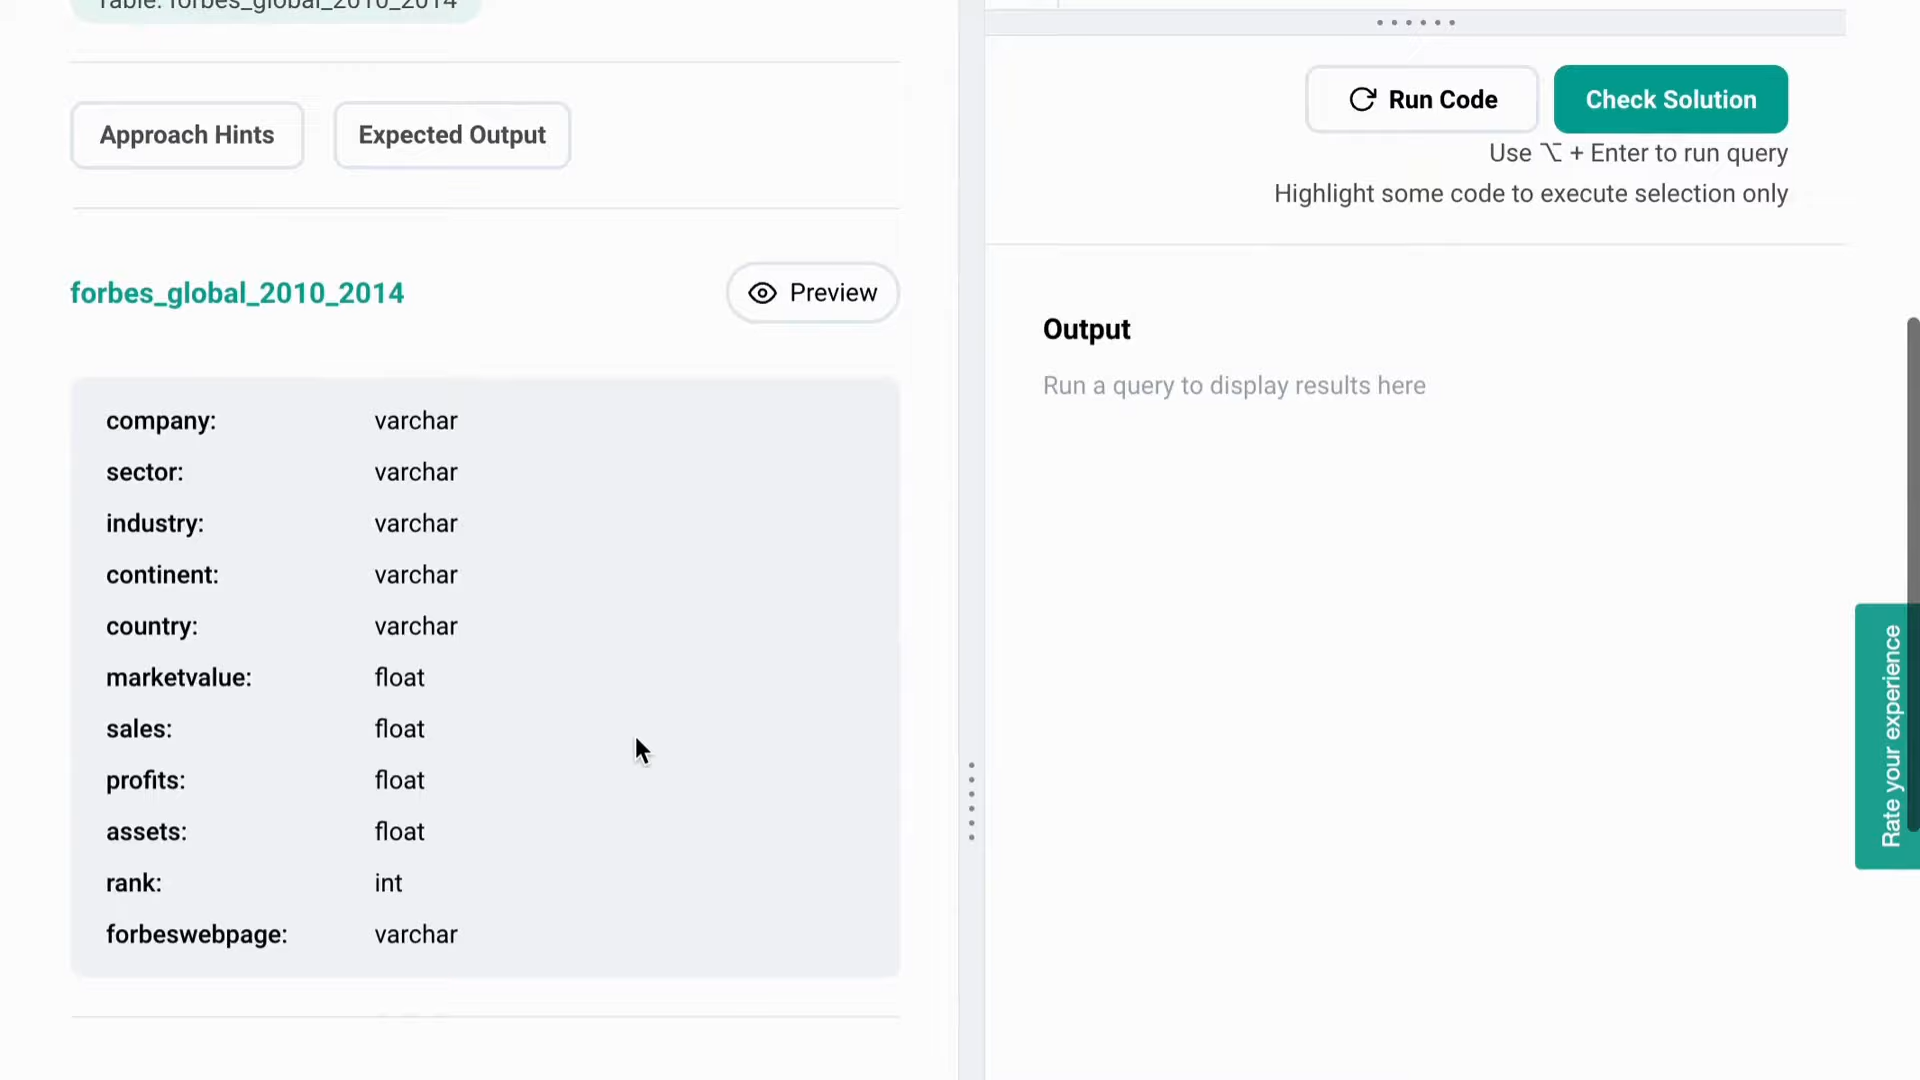 Table: forbes_global_2010_2014
Approach Hints
Expected Output
forbes_global_2010_2014
Preview
company: varchar
sector: varchar
industry: varchar
continent: varchar
country: varchar
marketvalue: float
sales: float
profits: float
assets: float
rank: int
forbeswebpage: varchar
Run Code
Check Solution
Use ⌥ + Enter to run query
Highlight some code to execute selection only
Output
Run a query to display results here
Rate your experience